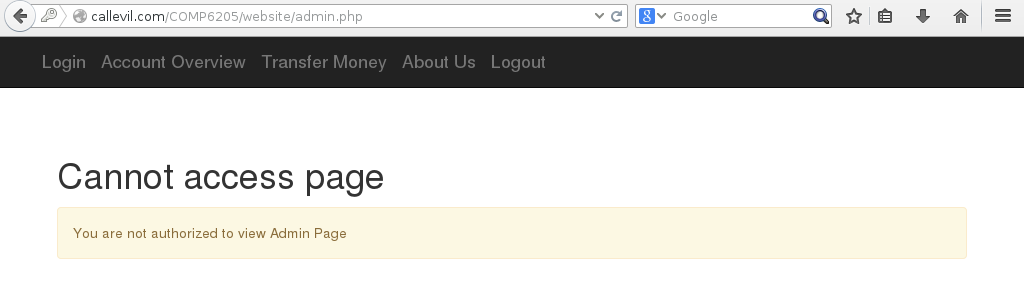 callevil.com/COMP6205/website/admin.php
Google
Login Account Overview Transfer Money About Us Logout
Cannot access page
You are not authorized to view Admin Page